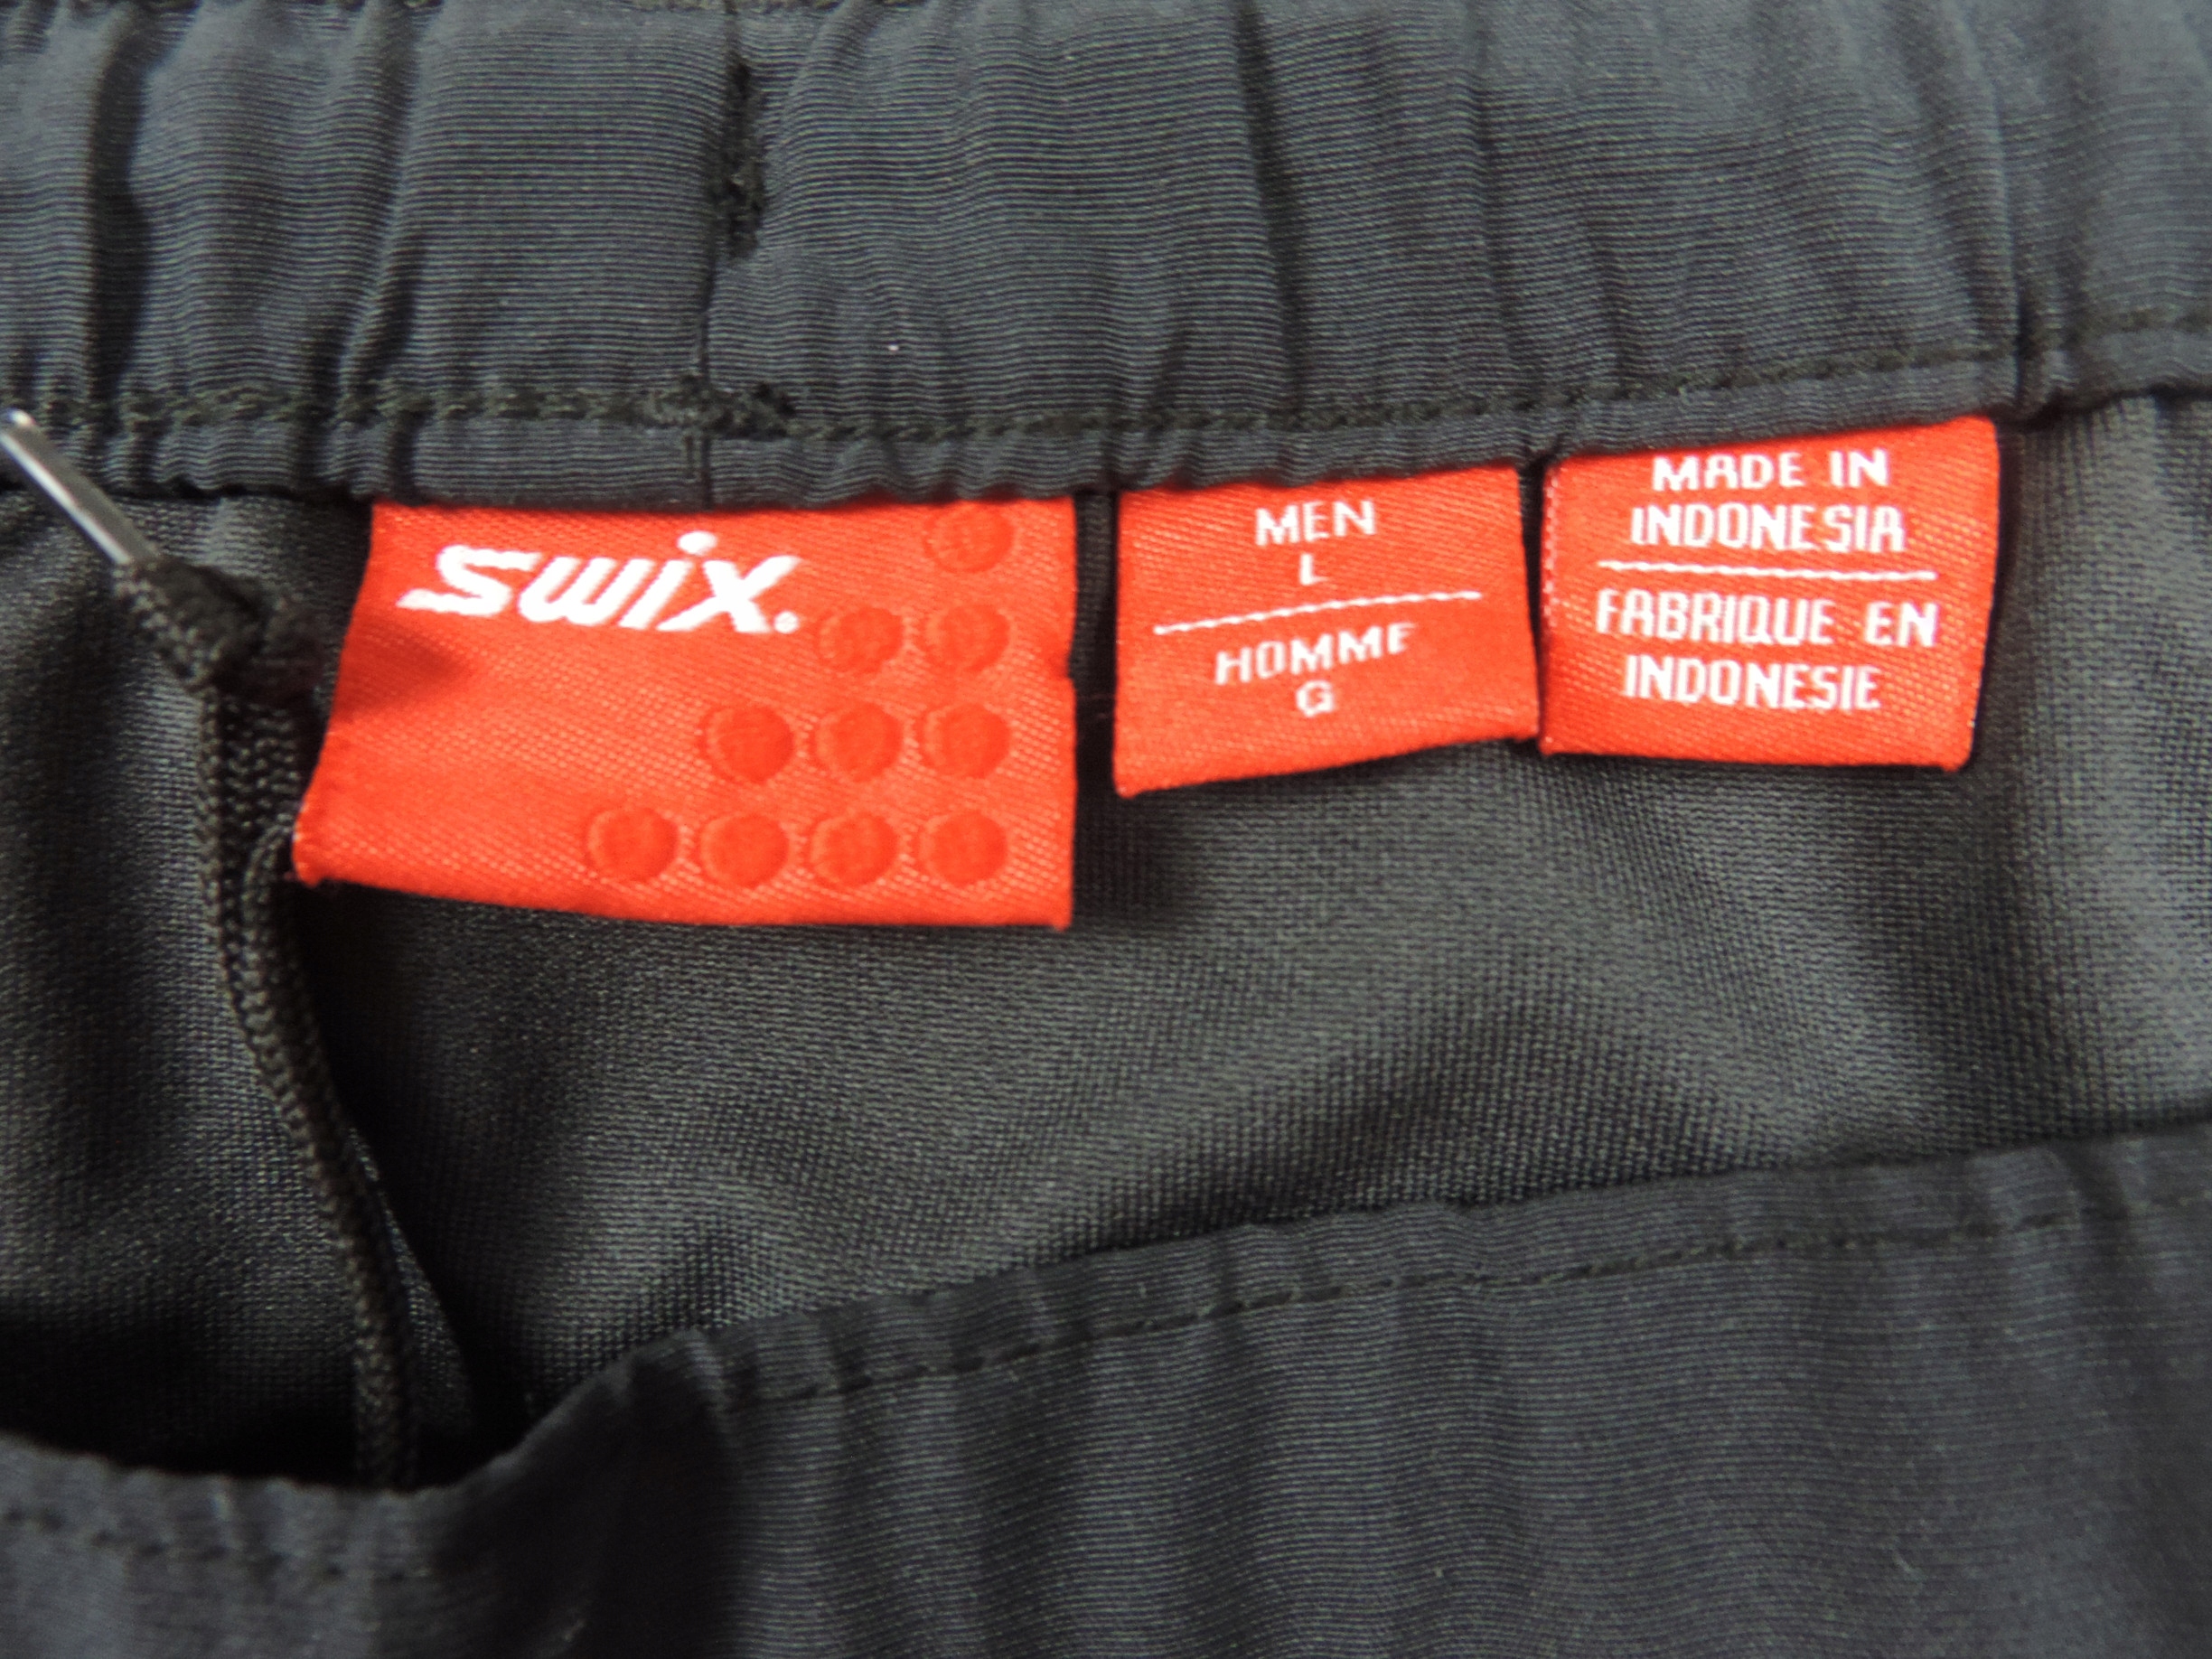 swix.
MEN
L
HOMME
G
MADE IN
INDONESIA
FABRIQUE EN
INDONESIE